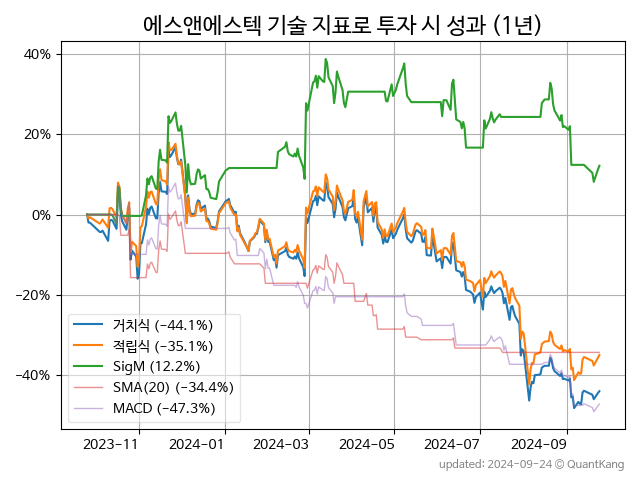 에스앤에스텍 기술 지표로 투자 시 성과 (1년)
40%
20%
0%
−20%
−40%
거치식 (−44.1%)
적립식 (−35.1%)
SigM (12.2%)
SMA(20) (−34.4%)
MACD (−47.3%)
2023-11 2024-01 2024-03 2024-05 2024-07 2024-09
updated: 2024-09-24 © QuantKang